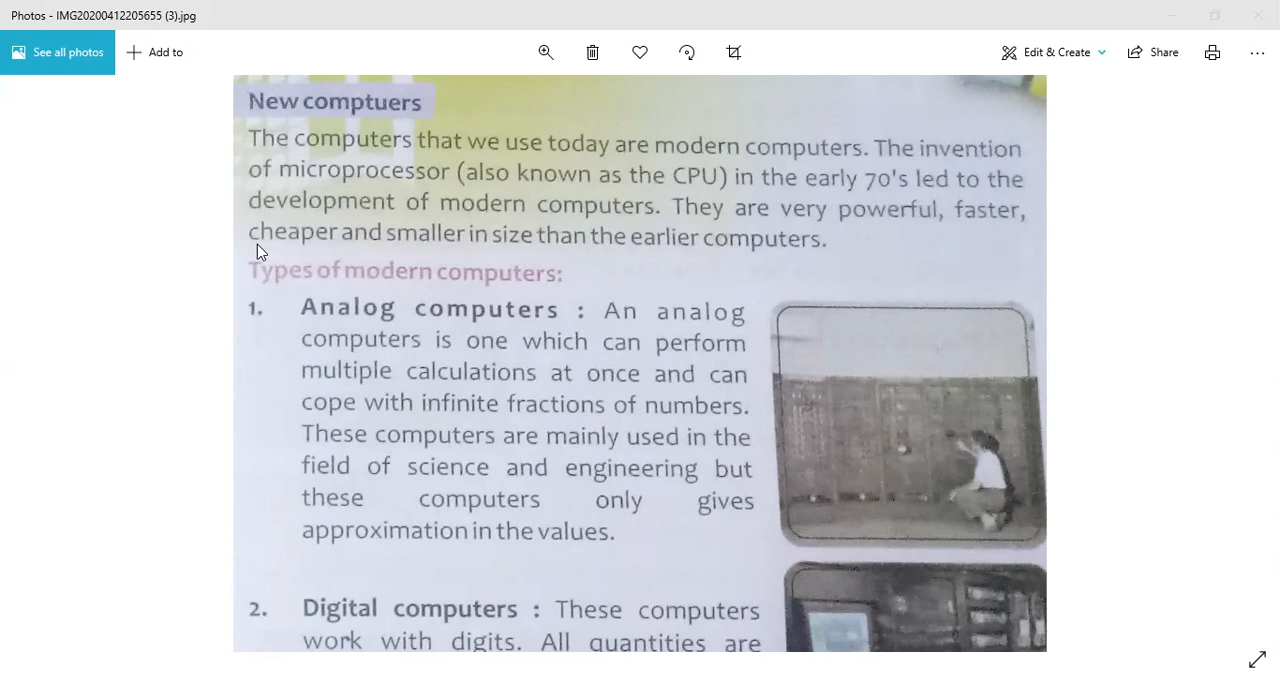 Photos - IMG20200412205655 (3).jpg
See all photos
Add to
Edit & Create
Share
New comptuers
The computers that we use today are modern computers. The invention
of microprocessor (also known as the CPU) in the early 70's led to the
development of modern computers. They are very powerful, faster,
cheaper and smaller in size than the earlier computers.
Types of modern computers:
1. Analog computers : An analog
computers is one which can perform
multiple calculations at once and can
cope with infinite fractions of numbers.
These computers are mainly used in the
field of science and engineering but
these computers only gives
approximation in the values.
2. Digital computers : These computers
work with digits. All quantities are